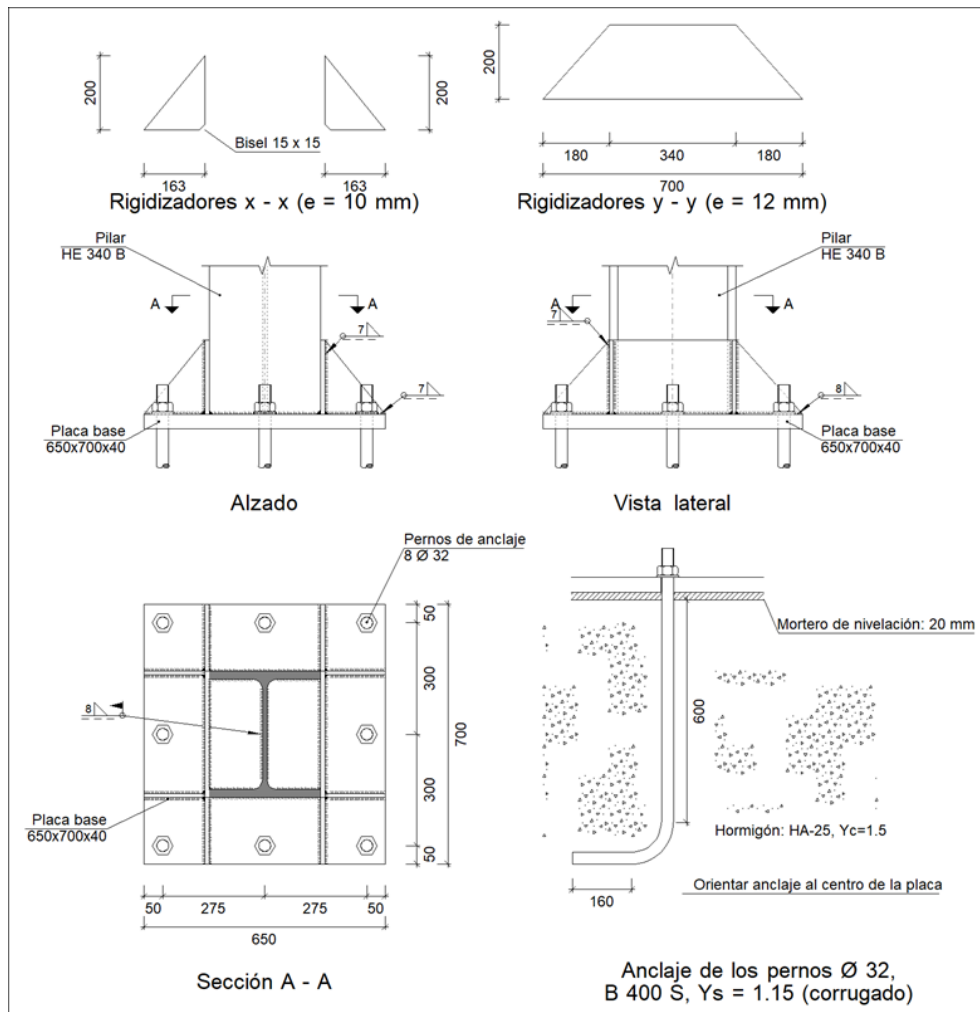 200
163
Bisel 15 x 15
163
200
Rigidizadores x - x (e = 10 mm)
200
180
340
180
700
Rigidizadores y - y (e = 12 mm)
Pilar
HE 340 B
A
A
7
7
Placa base
650x700x40
Alzado
Pilar
HE 340 B
A
A
7
8
Placa base
650x700x40
Vista lateral
Pernos de anclaje
8 Ø 32
8
Placa base
650x700x40
50
300
300
50
700
50
275
275
50
650
Sección A - A
Mortero de nivelación: 20 mm
600
Hormigón: HA-25, Yc=1.5
160
Orientar anclaje al centro de la placa
Anclaje de los pernos Ø 32,
B 400 S, Ys = 1.15 (corrugado)